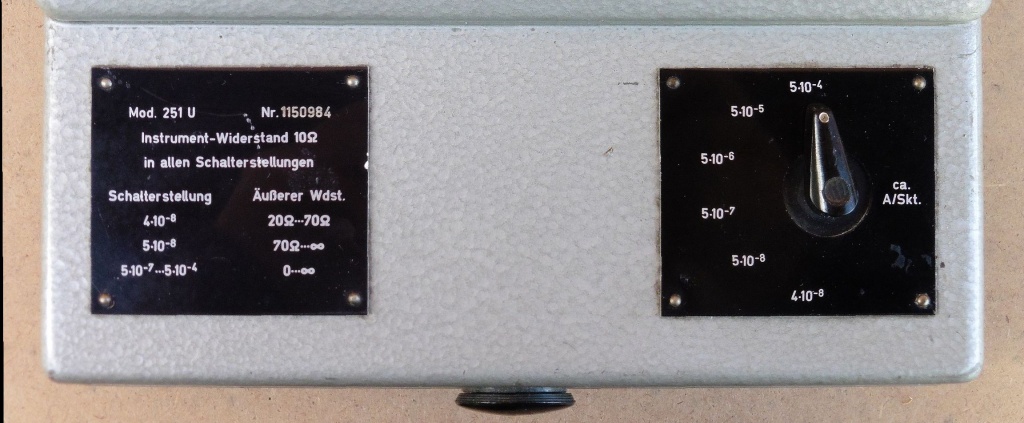 Mod. 251 U Nr. 1150984
Instrument-Widerstand 10Ω
in allen Schalterstellungen
Schalterstellung Äußerer Wdst.
4·10⁻⁸ 20Ω···70Ω
5·10⁻⁸ 70Ω···∞
5·10⁻⁷···5·10⁻⁴ 0···∞
5·10⁻⁴
5·10⁻⁵
5·10⁻⁶
5·10⁻⁷
5·10⁻⁸
4·10⁻⁸
ca.
A/Skt.